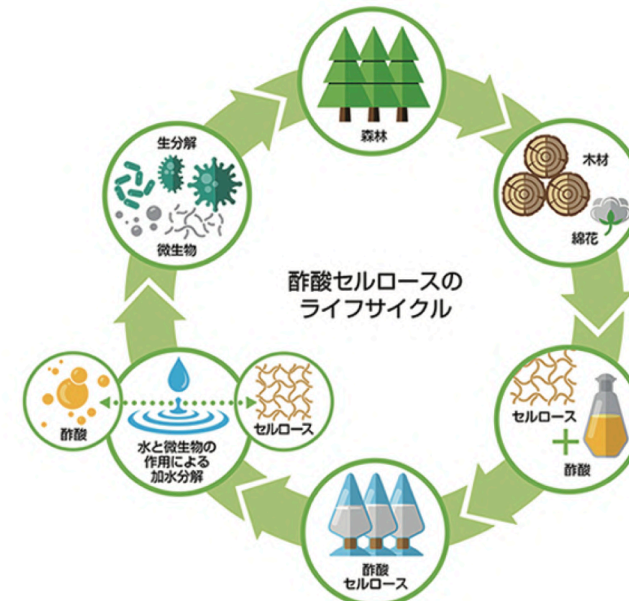 森林
木材
綿花
セルロース
+
酢酸
酢酸
セルロース
水と微生物の
作用による
加水分解
酢酸
セルロース
生分解
微生物
酢酸セルロースの
ライフサイクル